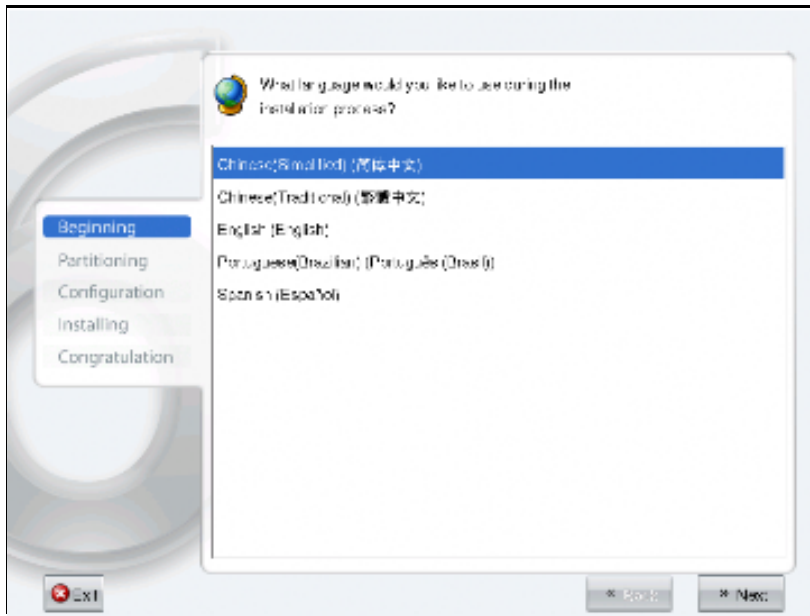 What language would you like to use during the
installation process?
Chinese(Simplified) (简体中文)
Chinese(Traditional) (繁體中文)
English (English)
Portuguese(Brazilian) (Português (Brasil))
Spanish (Español)
Beginning
Partitioning
Configuration
Installing
Congratulation
Exit
Back
Next